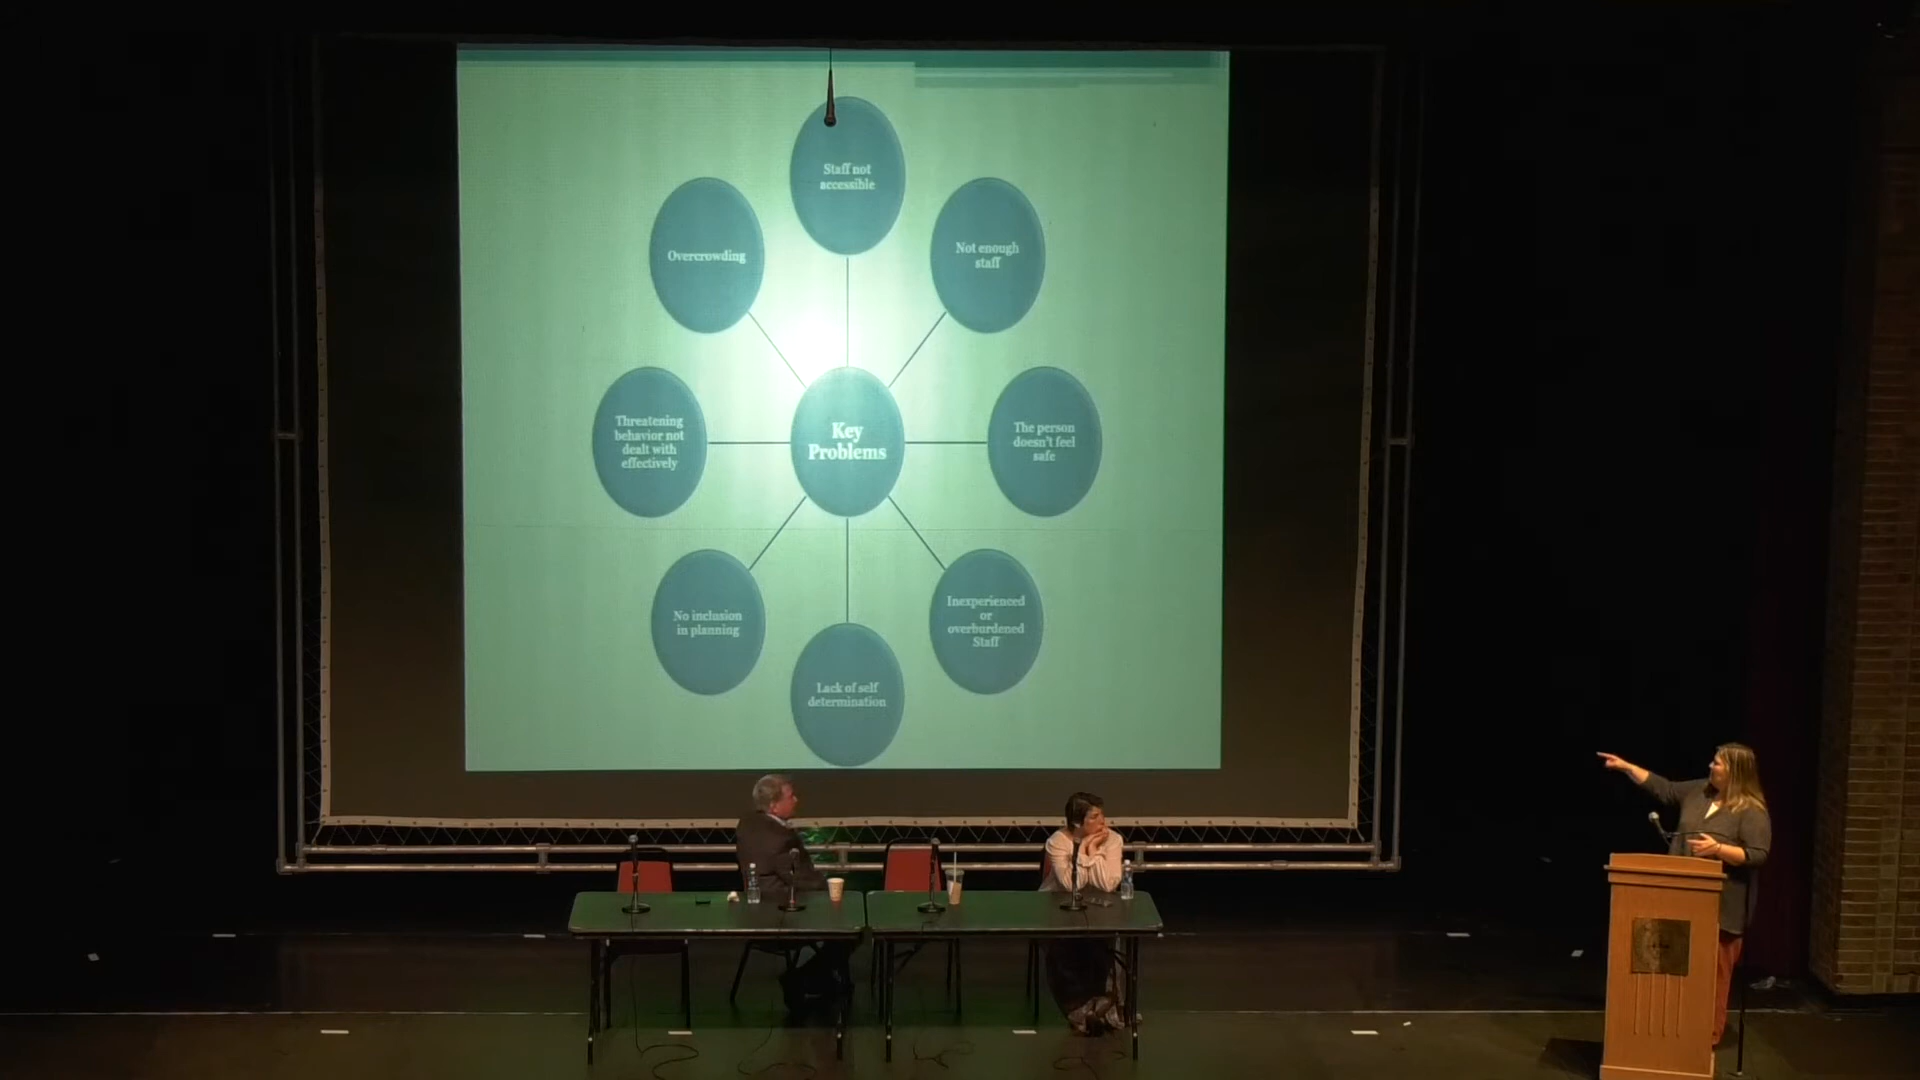 Staff not
accessible
Not enough
staff
The person
doesn't feel
safe
Inexperienced
or
overburdened
Staff
Lack of self
determination
No inclusion
in planning
Threatening
behavior not
dealt with
effectively
Overcrowding
Key
Problems